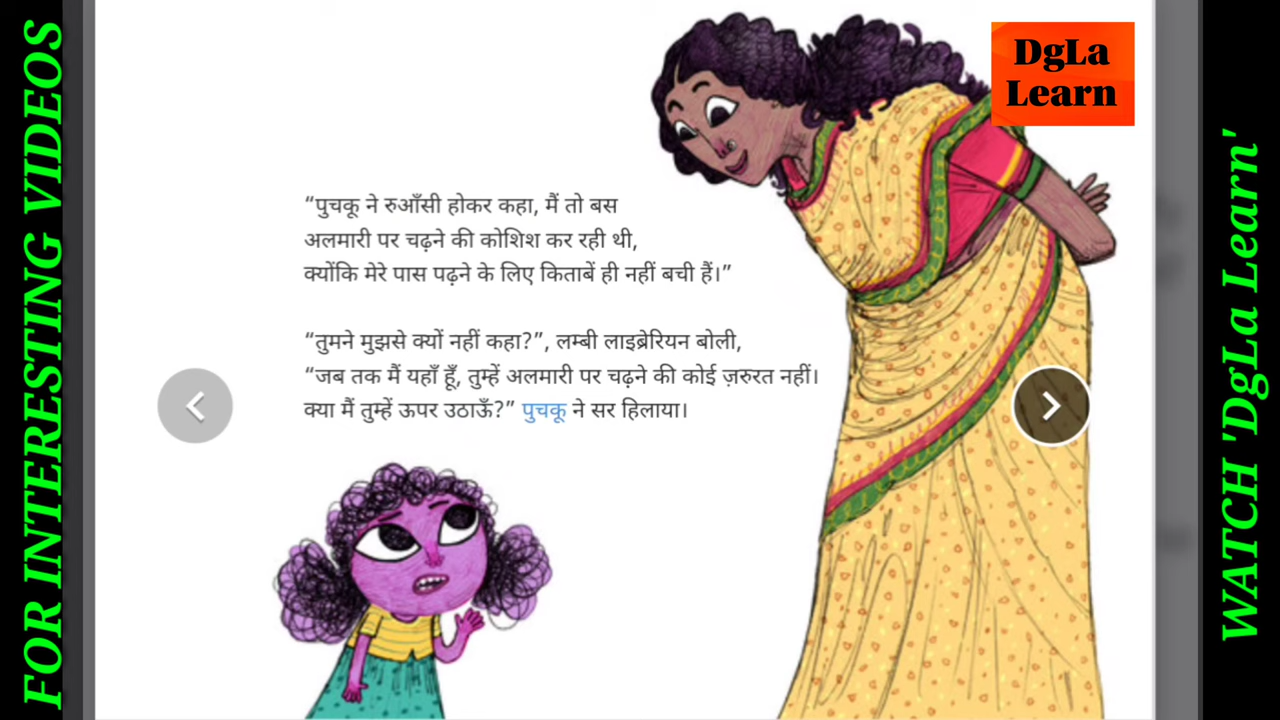 FOR INTERESTING VIDEOS
DgLa
Learn
“पुचकू ने रुआँसी होकर कहा, मैं तो बस
अलमारी पर चढ़ने की कोशिश कर रही थी,
क्योंकि मेरे पास पढ़ने के लिए किताबें ही नहीं बची हैं।”
“तुमने मुझसे क्यों नहीं कहा?”, लम्बी लाइब्रेरियन बोली,
“जब तक मैं यहाँ हूँ, तुम्हें अलमारी पर चढ़ने की कोई ज़रुरत नहीं।
क्या मैं तुम्हें ऊपर उठाऊँ?” पुचकू ने सर हिलाया।
WATCH 'DgLa Learn'